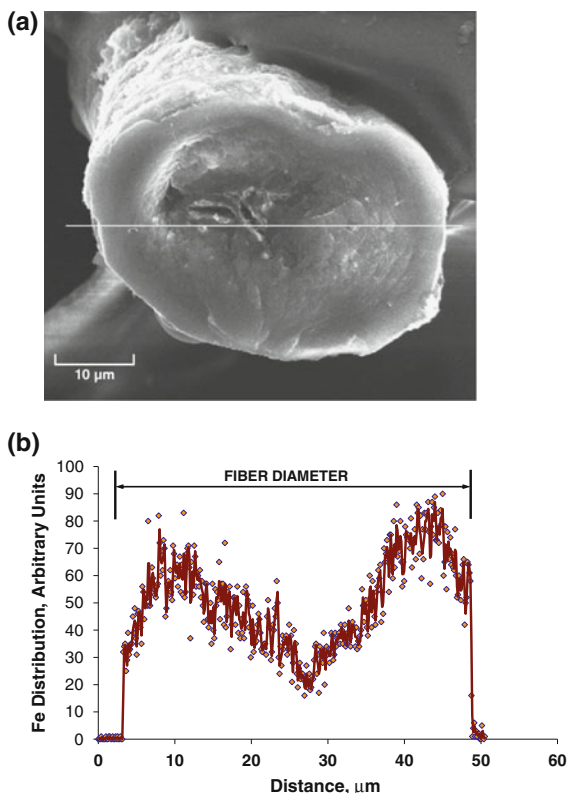 (a)
10 µm
(b)
FIBER DIAMETER
Fe Distribution, Arbitrary Units
100
90
80
70
60
50
40
30
20
10
0
0 10 20 30 40 50 60
Distance, µm